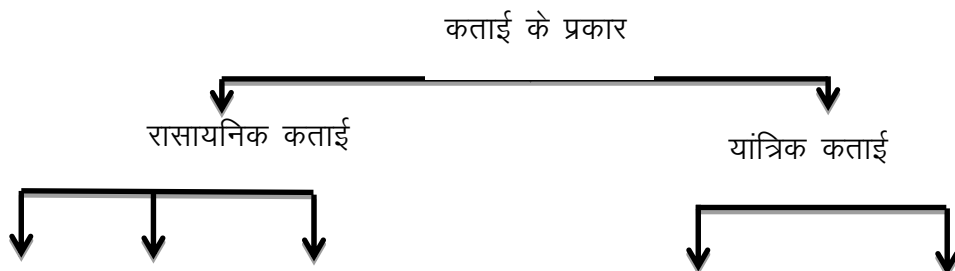 कताई के प्रकार
रासायनिक कताई
यांत्रिक कताई